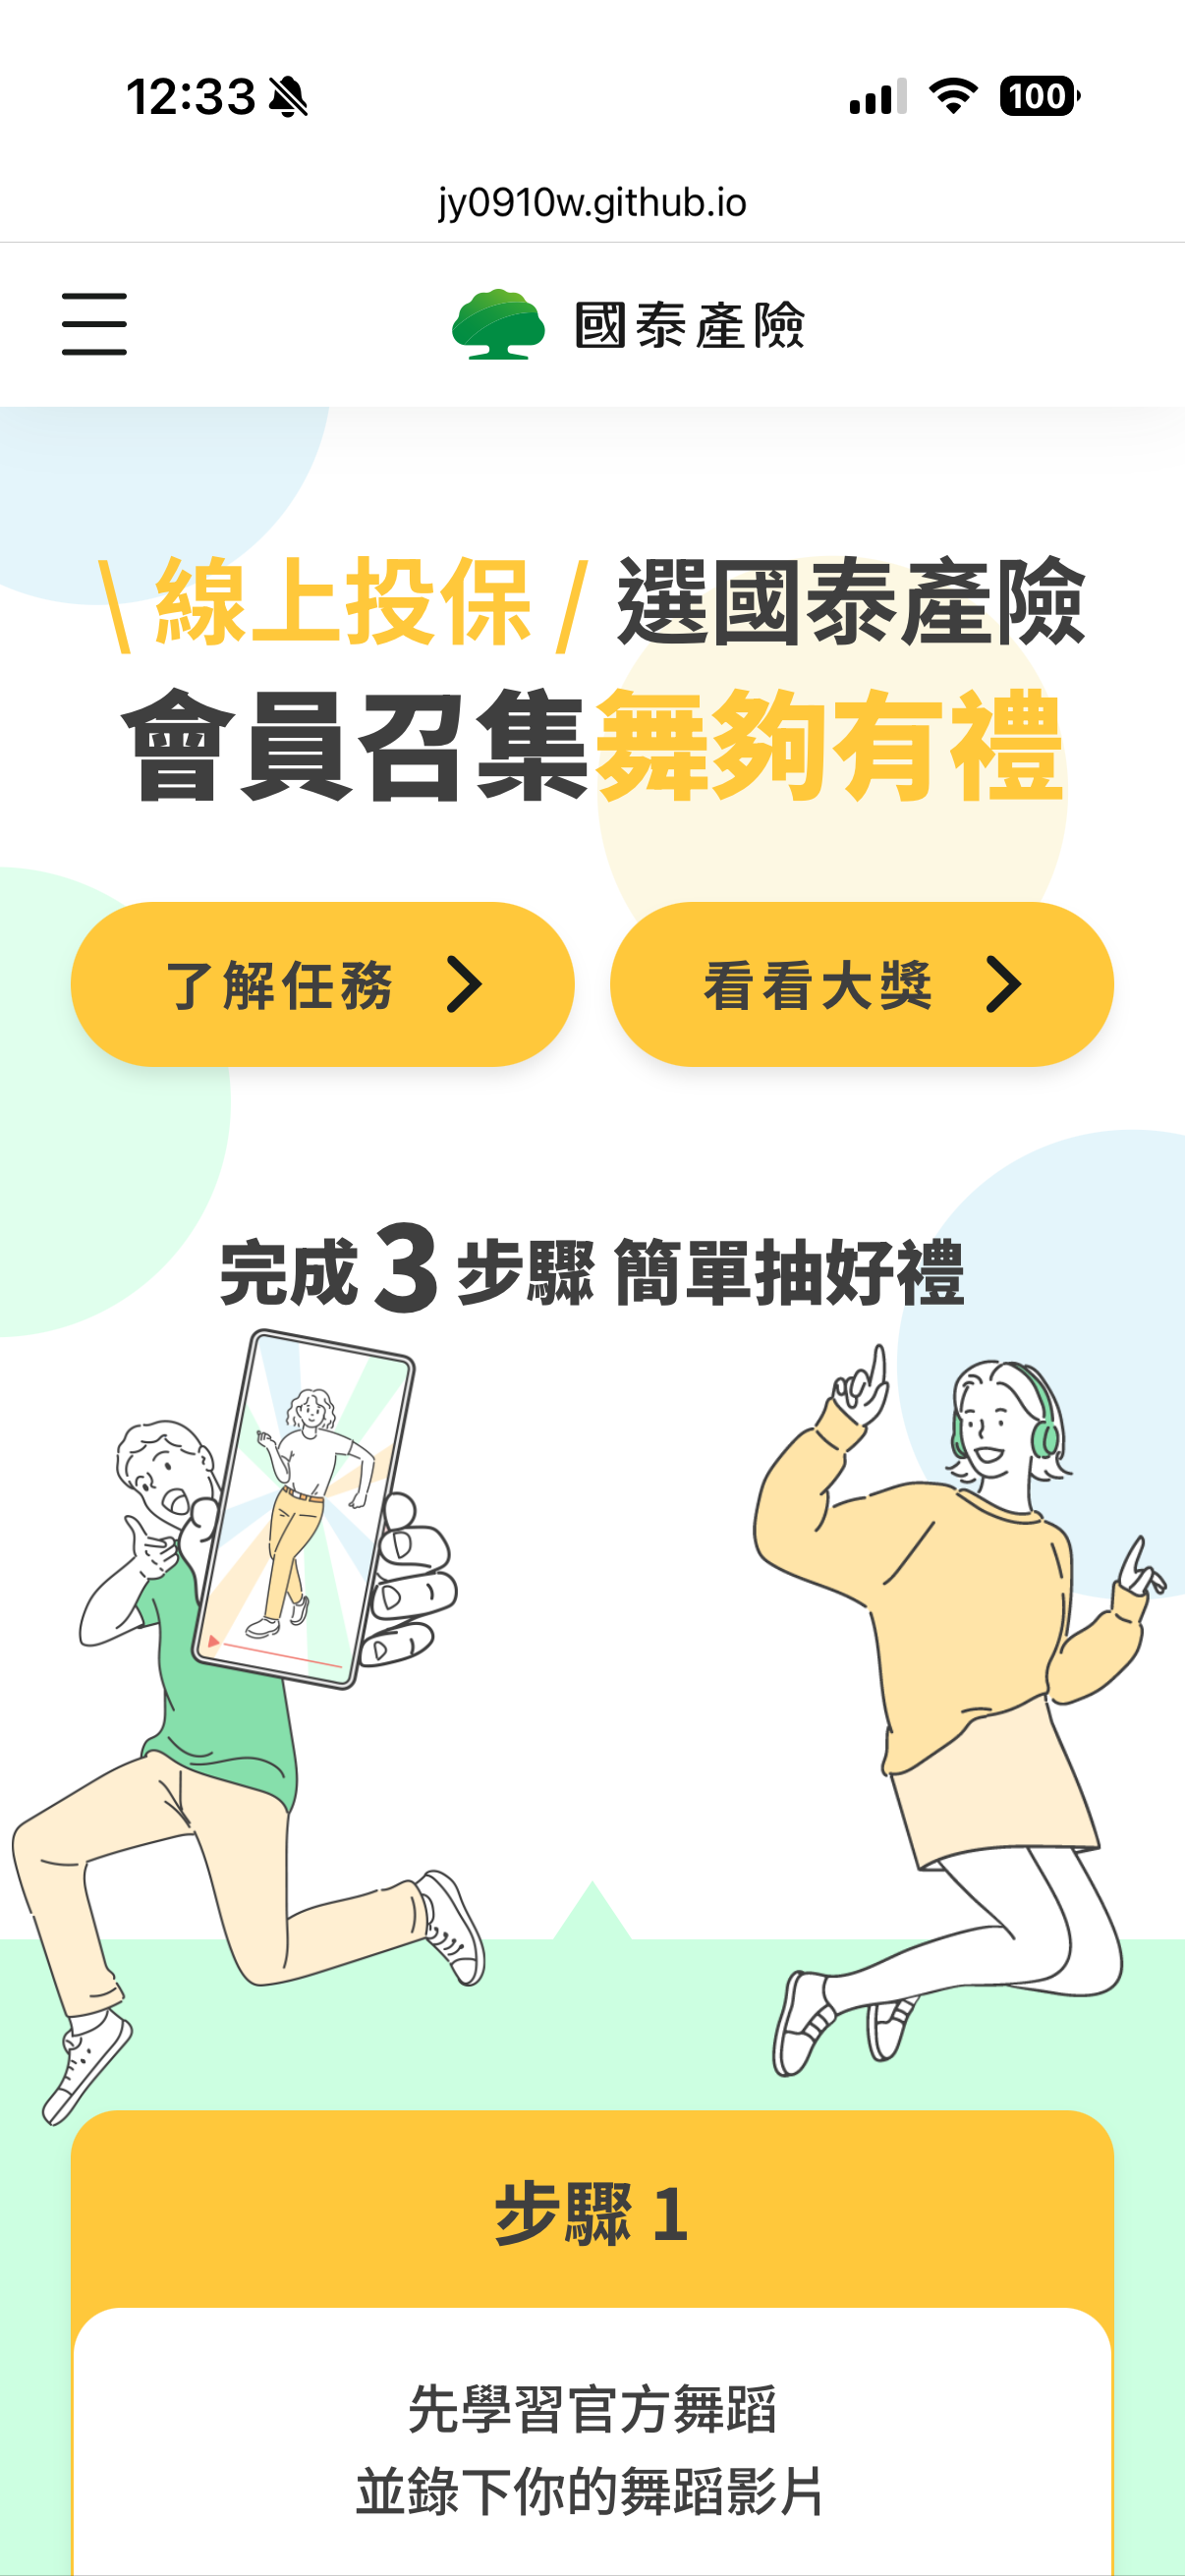 12:33
100
jy0910w.github.io
國泰產險
\ 線上投保 / 選國泰產險
會員召集舞夠有禮
了解任務
看看大獎
完成 3 步驟 簡單抽好禮
步驟 1
先學習官方舞蹈
並錄下你的舞蹈影片